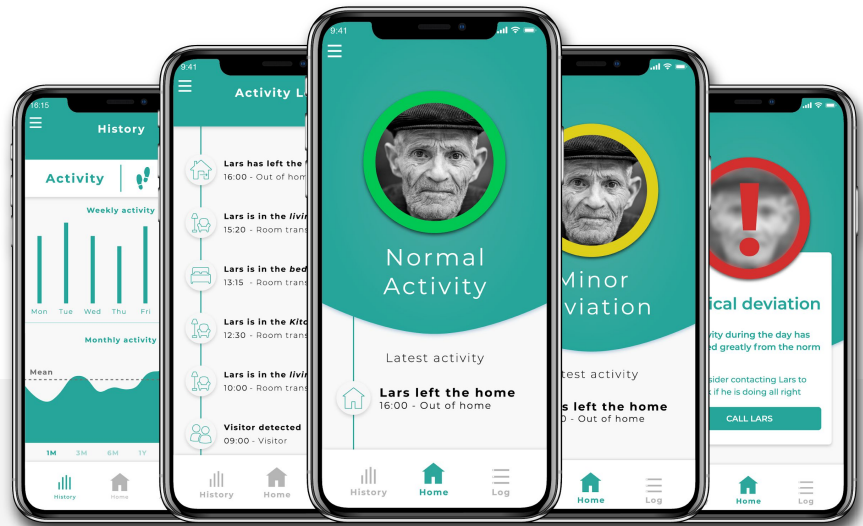 16:15
History
Activity
Weekly activity
Mon Tue Wed Thu Fri
Monthly activity
Mean
1M 3M 6M 1Y
History Home
9:41
Activity L
Lars has left the
16:00 - Out of hom
Lars is in the livin
15:20 - Room trans
Lars is in the bed
13:15 - Room trans
Lars is in the Kitc
12:30 - Room trans
Lars is in the livin
10:00 - Room trans
Visitor detected
09:00 - Visitor
History Home
9:41
Normal
Activity
Latest activity
Lars left the home
16:00 - Out of home
History Home Log
Minor
viation
test activity
s left the home
0 - Out of home
Home Log
!
ical deviation
vity during the day has
ed greatly from the norm
sider contacting Lars to
k if he is doing all right
CALL LARS
Home Log